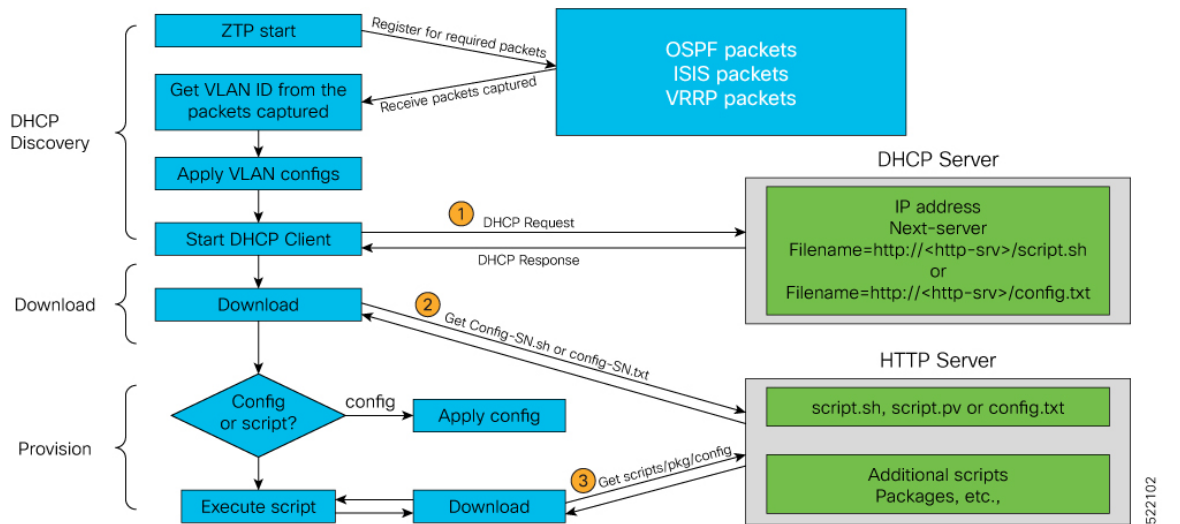 ZTP start
Register for required packets
OSPF packets
ISIS packets
VRRP packets
Get VLAN ID from the
packets captured
Receive packets captured
DHCP
Discovery
Apply VLAN configs
DHCP Server
1
DHCP Request
Start DHCP Client
DHCP Response
IP address
Next-server
Filename=http://<http-srv>/script.sh
or
Filename=http://<http-srv>/config.txt
Download
Download
2
Get Config-SN.sh or config-SN.txt
HTTP Server
Config
or script?
config
Apply config
script.sh, script.pv or config.txt
Provision
3
Get scripts/pkg/config
Execute script
Download
Additional scripts
Packages, etc.,
522102